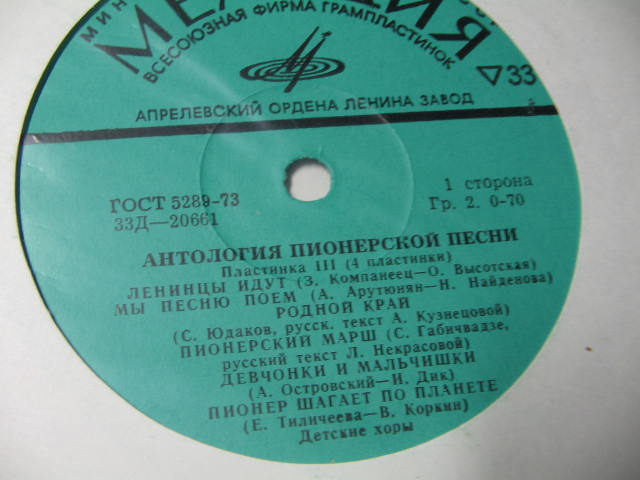 МИН
МЕЛОДИЯ
ВСЕСОЮЗНАЯ ФИРМА ГРАМПЛАСТИНОК
33
АПРЕЛЕВСКИЙ ОРДЕНА ЛЕНИНА ЗАВОД
ГОСТ 5289-73
33Д—20661
1 сторона
Гр. 2. 0-70
АНТОЛОГИЯ ПИОНЕРСКОЙ ПЕСНИ
Пластинка III (4 пластинки)
ЛЕНИНЦЫ ИДУТ (З. Компанеец—О. Высотская)
МЫ ПЕСНЮ ПОЕМ (А. Арутюнян—Н. Найденова)
РОДНОЙ КРАЙ
(С. Юдаков, русск. текст А. Кузнецовой)
ПИОНЕРСКИЙ МАРШ (С. Габичвадзе,
русский текст Л. Некрасовой)
ДЕВЧОНКИ И МАЛЬЧИШКИ
(А. Островский—И. Дик)
ПИОНЕР ШАГАЕТ ПО ПЛАНЕТЕ
(Е. Тиличеева—В. Коркин)
Детские хоры